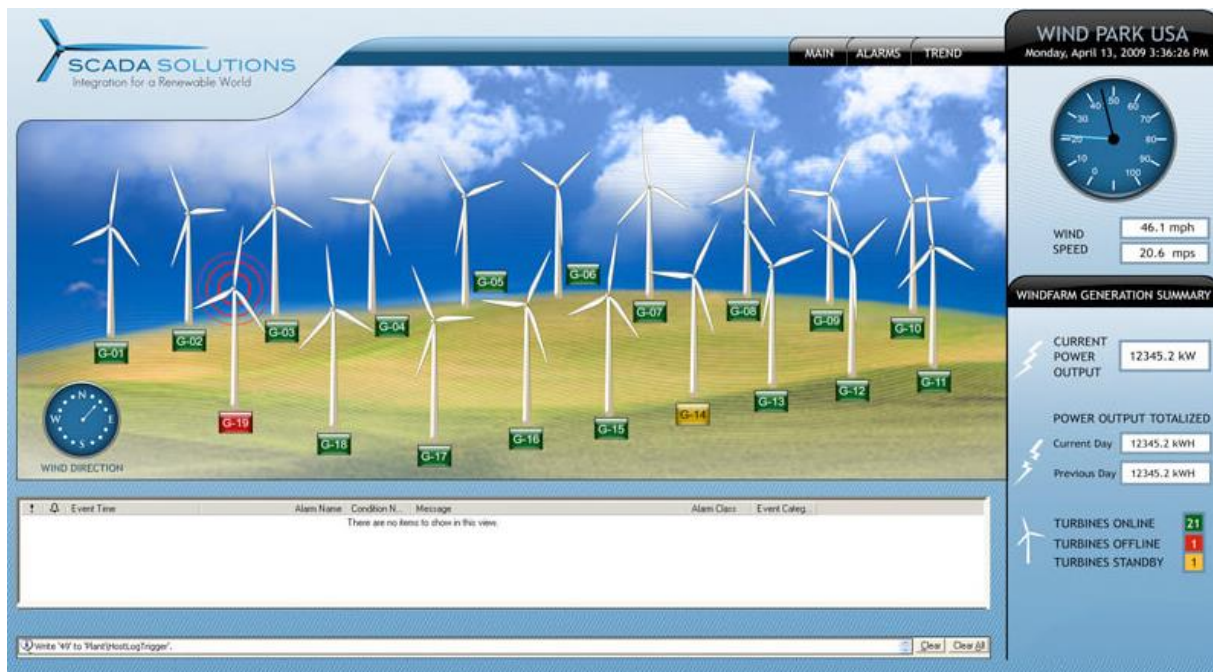 SCADA SOLUTIONS
Integration for a Renewable World
MAIN ALARMS TREND
WIND PARK USA
Monday, April 13, 2009 3:36:26 PM
0 10 20 30 40 50 60 70 80 90 100
WIND SPEED
46.1 mph
20.6 mps
WINDFARM GENERATION SUMMARY
CURRENT POWER OUTPUT
12345.2 kW
POWER OUTPUT TOTALIZED
Current Day 12345.2 kWH
Previous Day 12345.2 kWH
TURBINES ONLINE 21
TURBINES OFFLINE 1
TURBINES STANDBY 1
G-01
G-02
G-03
G-04
G-05
G-06
G-07
G-08
G-09
G-10
G-11
G-12
G-13
G-14
G-15
G-16
G-17
G-18
G-19
N
W E
S
WIND DIRECTION
! Event Time Alarm Name Condition N... Message Alarm Class Event Categ...
There are no items to show in this view.
to 'Plant\HostLogTrigger'.
Clear Clear All